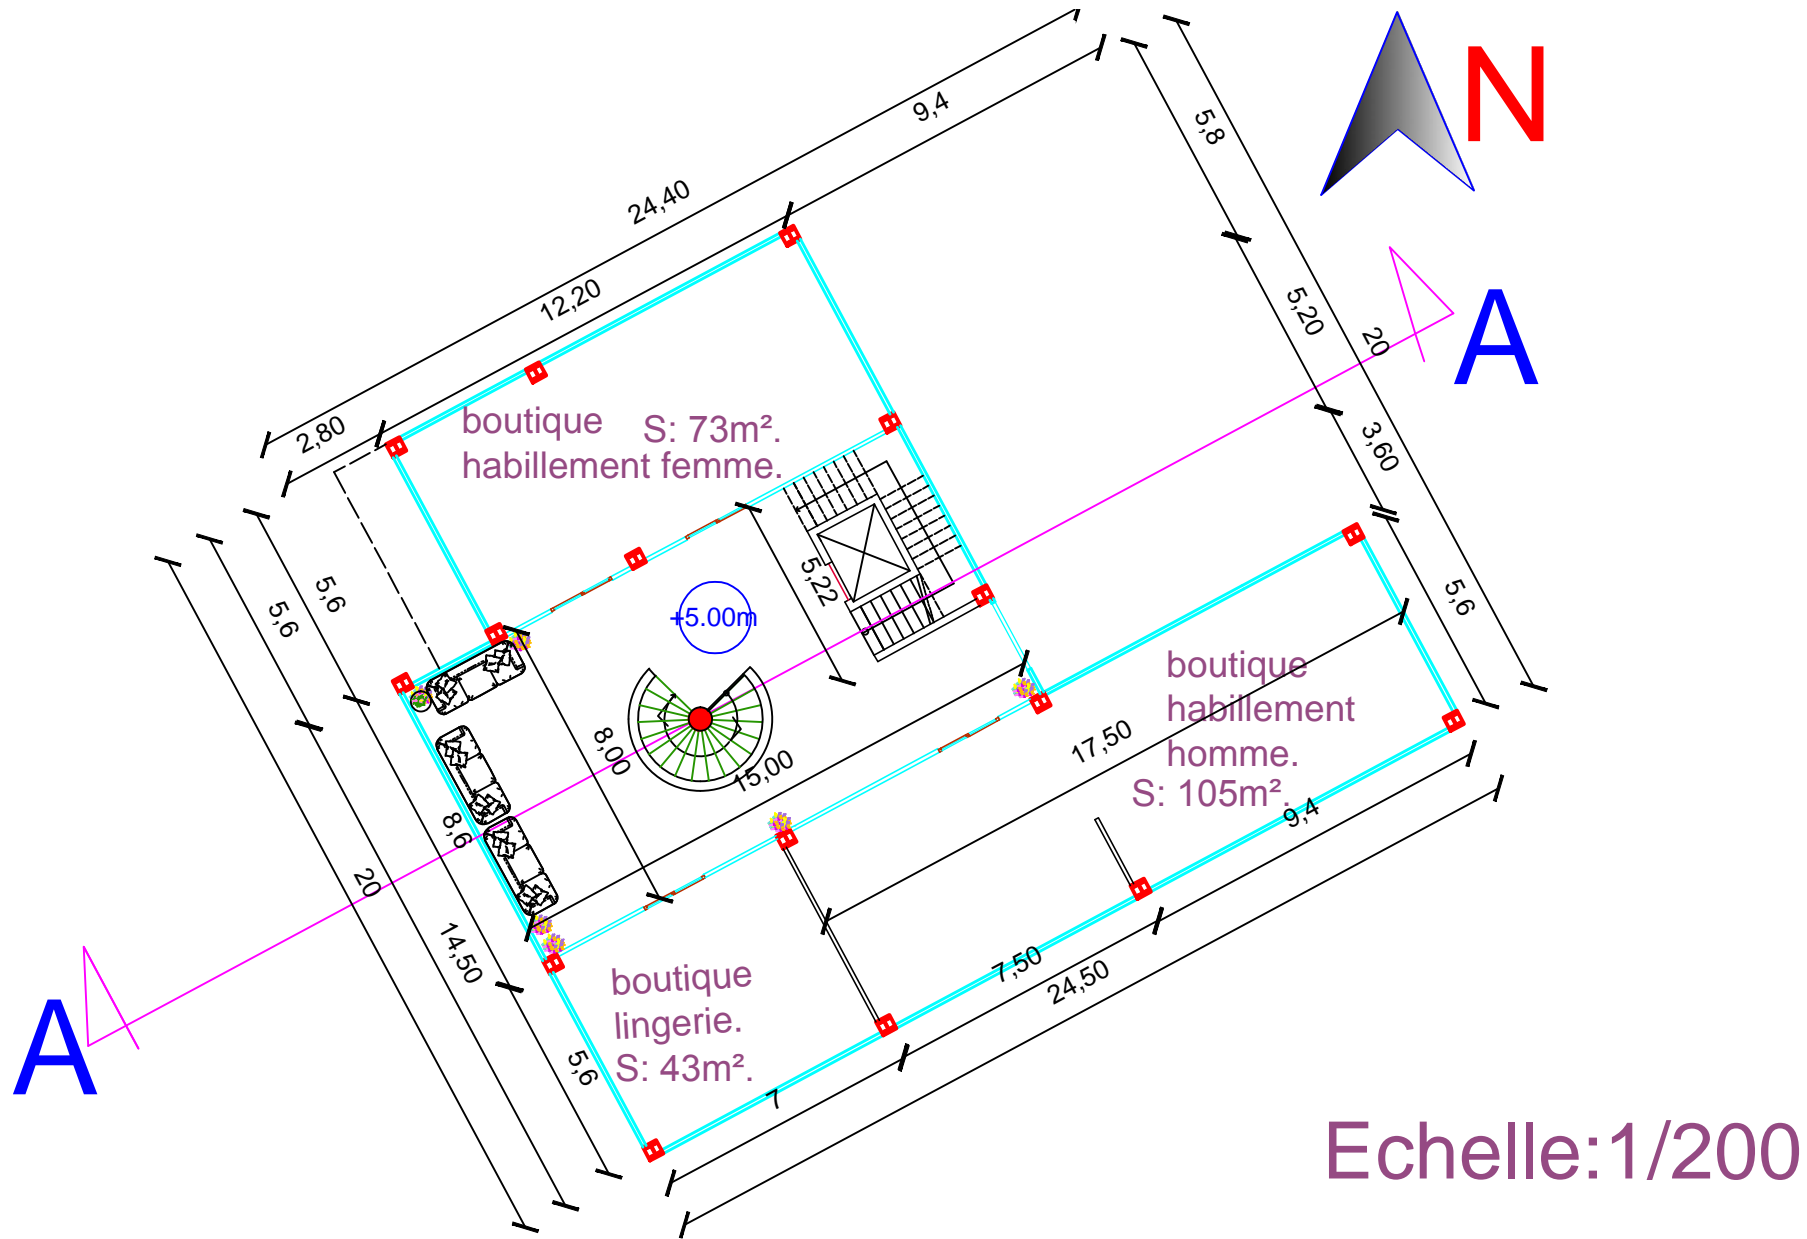 N
9,4
5,8
24,40
12,20
5,20
20
A
2,80
boutique
S: 73m².
habillement femme.
3,60
5,6
5,6
5,22
+5.00m
5,6
boutique
habillement
homme.
S: 105m².
8,00
15,00
17,50
8,6
9,4
20
14,50
7,50
24,50
boutique
lingerie.
S: 43m².
A
5,6
7
Echelle:1/200